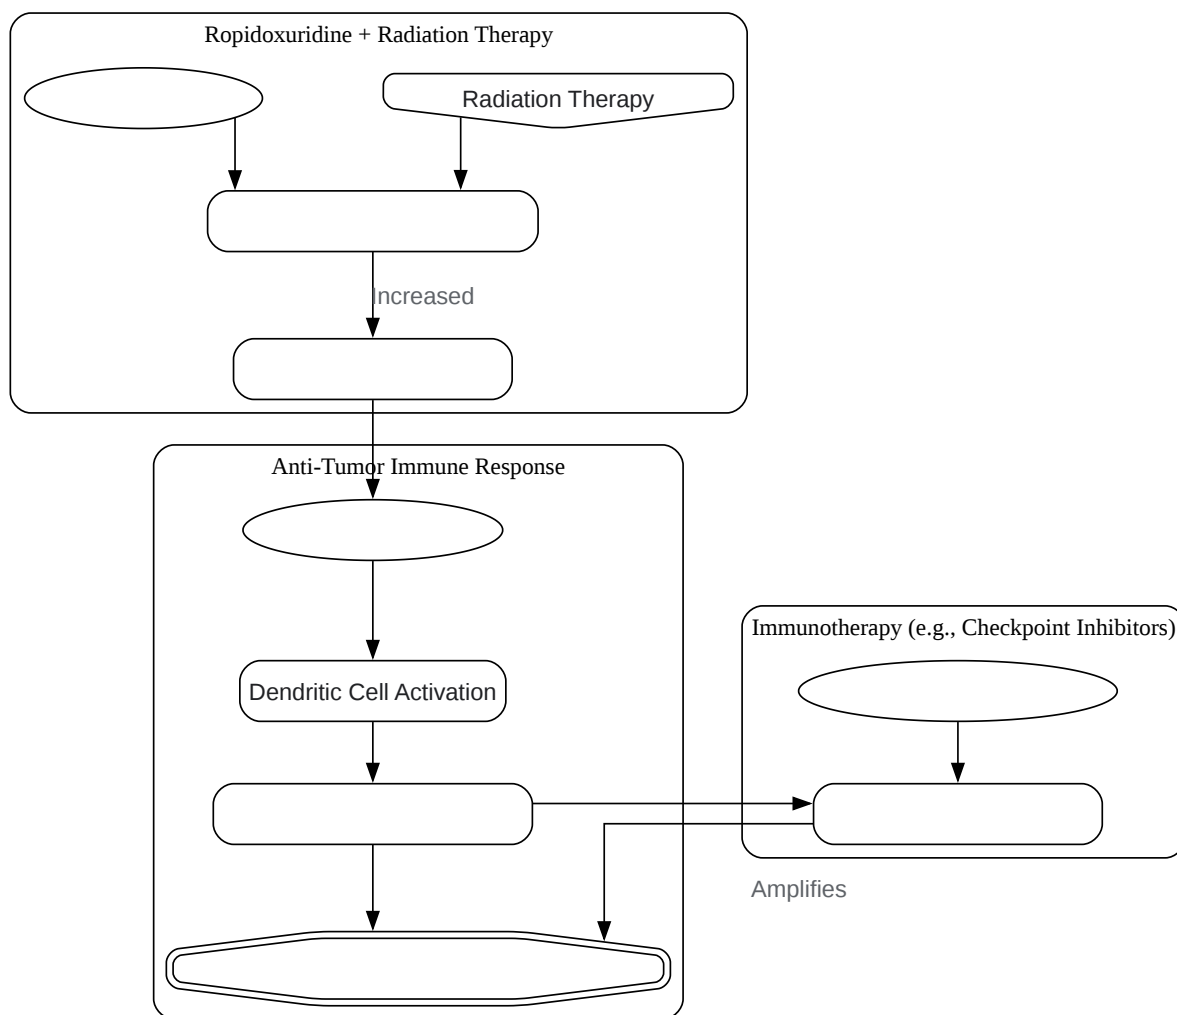 Ropidoxuridine + Radiation Therapy
Radiation Therapy
Increased
Anti-Tumor Immune Response
Dendritic Cell Activation
Immunotherapy (e.g., Checkpoint Inhibitors)
Amplifies